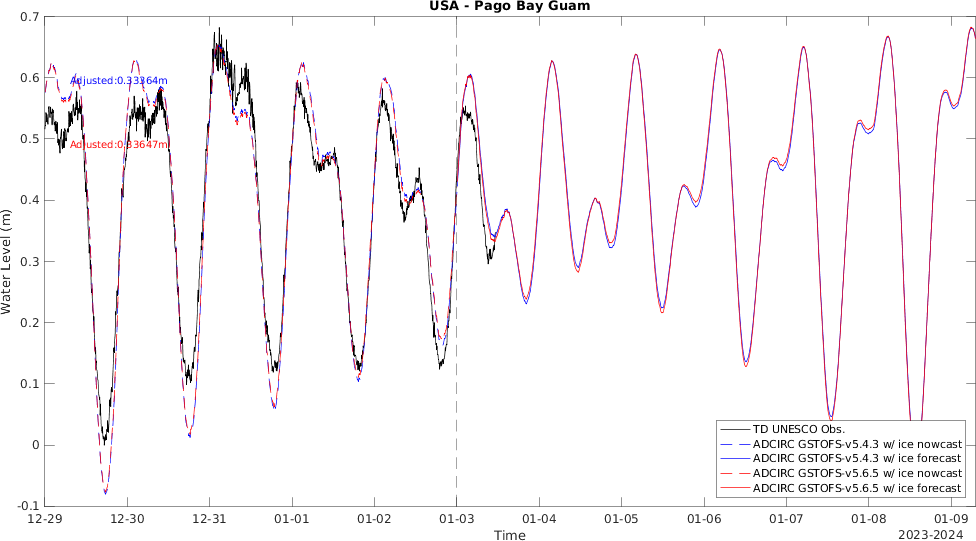 USA - Pago Bay Guam
0.7
0.6
0.5
0.4
0.3
0.2
0.1
0
-0.1
Water Level (m)
Adjusted:0.33364m
Adjusted:0.33647m
TD UNESCO Obs.
ADCIRC GSTOFS-v5.4.3 w/ ice nowcast
ADCIRC GSTOFS-v5.4.3 w/ ice forecast
ADCIRC GSTOFS-v5.6.5 w/ ice nowcast
ADCIRC GSTOFS-v5.6.5 w/ ice forecast
12-29 12-30 12-31 01-01 01-02 01-03 01-04 01-05 01-06 01-07 01-08 01-09
Time
2023-2024